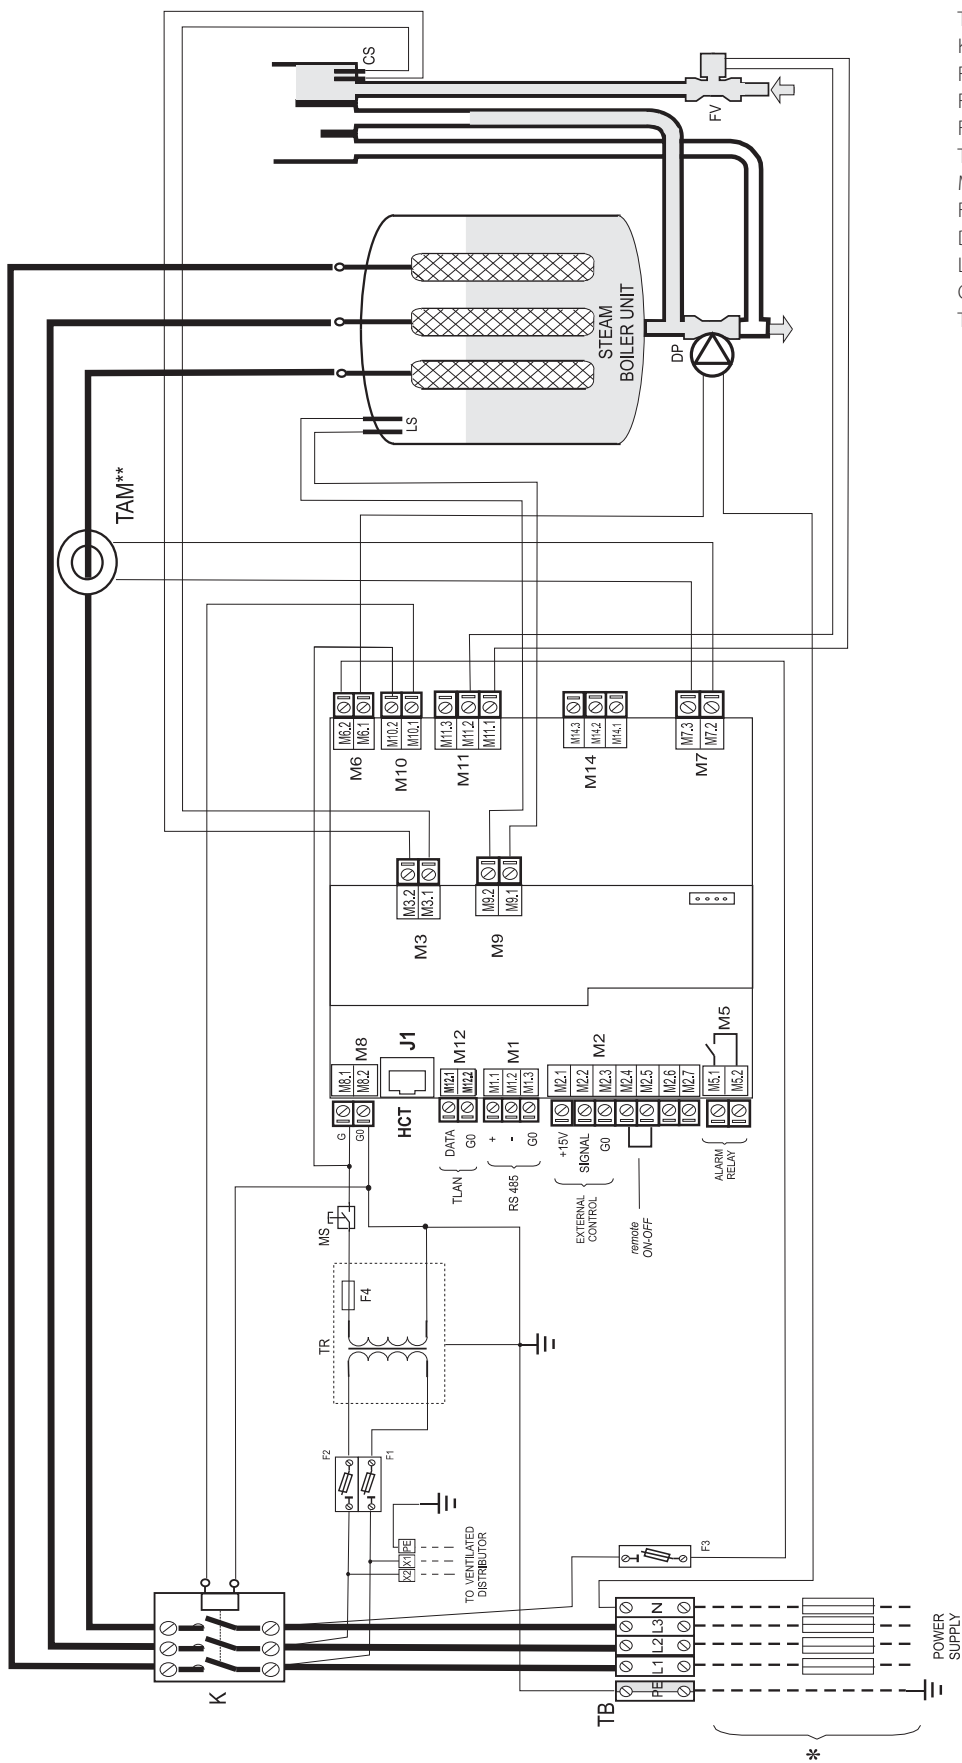 CS
FV
STEAM
BOILER UNIT
DP
LS
TAM**
M6.2
M6.1
M6
M10.2
M10.1
M10
M11.3
M11.2
M11.1
M11
M14.3
M14.2
M14.1
M14
M7.3
M7.2
M7
M3.2
M3.1
M3
M9.2
M9.1
M9
M8.1
M8.2
M8
G
G0
J1
HCT
M12.1
M12.2
M12
DATA
G0
TLAN
M1.1
M1.2
M1.3
M1
+
-
G0
RS 485
M2.1
M2.2
M2.3
M2.4
M2.5
M2.6
M2.7
M2
+15V
SIGNAL
G0
EXTERNAL
CONTROL
remote
ON-OFF
M5.1
M5.2
M5
ALARM
RELAY
MS
F4
TR
F2
F1
X2
X1
PE
TO VENTILATED
DISTRIBUTOR
F3
K
TB
PE
L1
L2
L3
N
POWER
SUPPLY
*